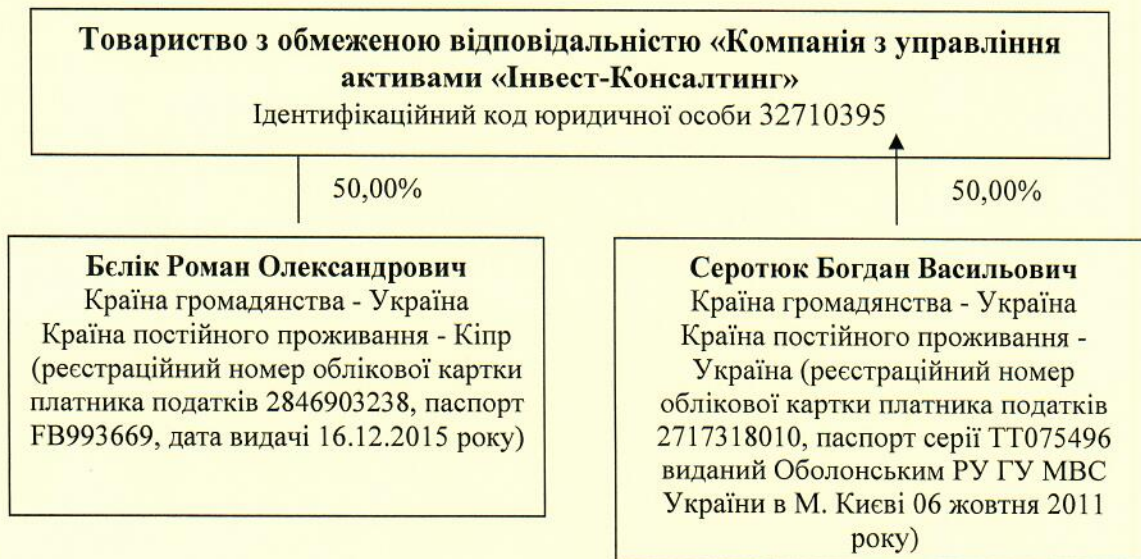 Товариство з обмеженою відповідальністю «Компанія з управління
активами «Інвест-Консалтинг»
Ідентифікаційний код юридичної особи 32710395
50,00%
50,00%
Бєлік Роман Олександрович
Країна громадянства - Україна
Країна постійного проживання - Кіпр
(реєстраційний номер облікової картки
платника податків 2846903238, паспорт
FB993669, дата видачі 16.12.2015 року)
Серотюк Богдан Васильович
Країна громадянства - Україна
Країна постійного проживання -
Україна (реєстраційний номер
облікової картки платника податків
2717318010, паспорт серії ТТ075496
виданий Оболонським РУ ГУ МВС
України в М. Києві 06 жовтня 2011
року)